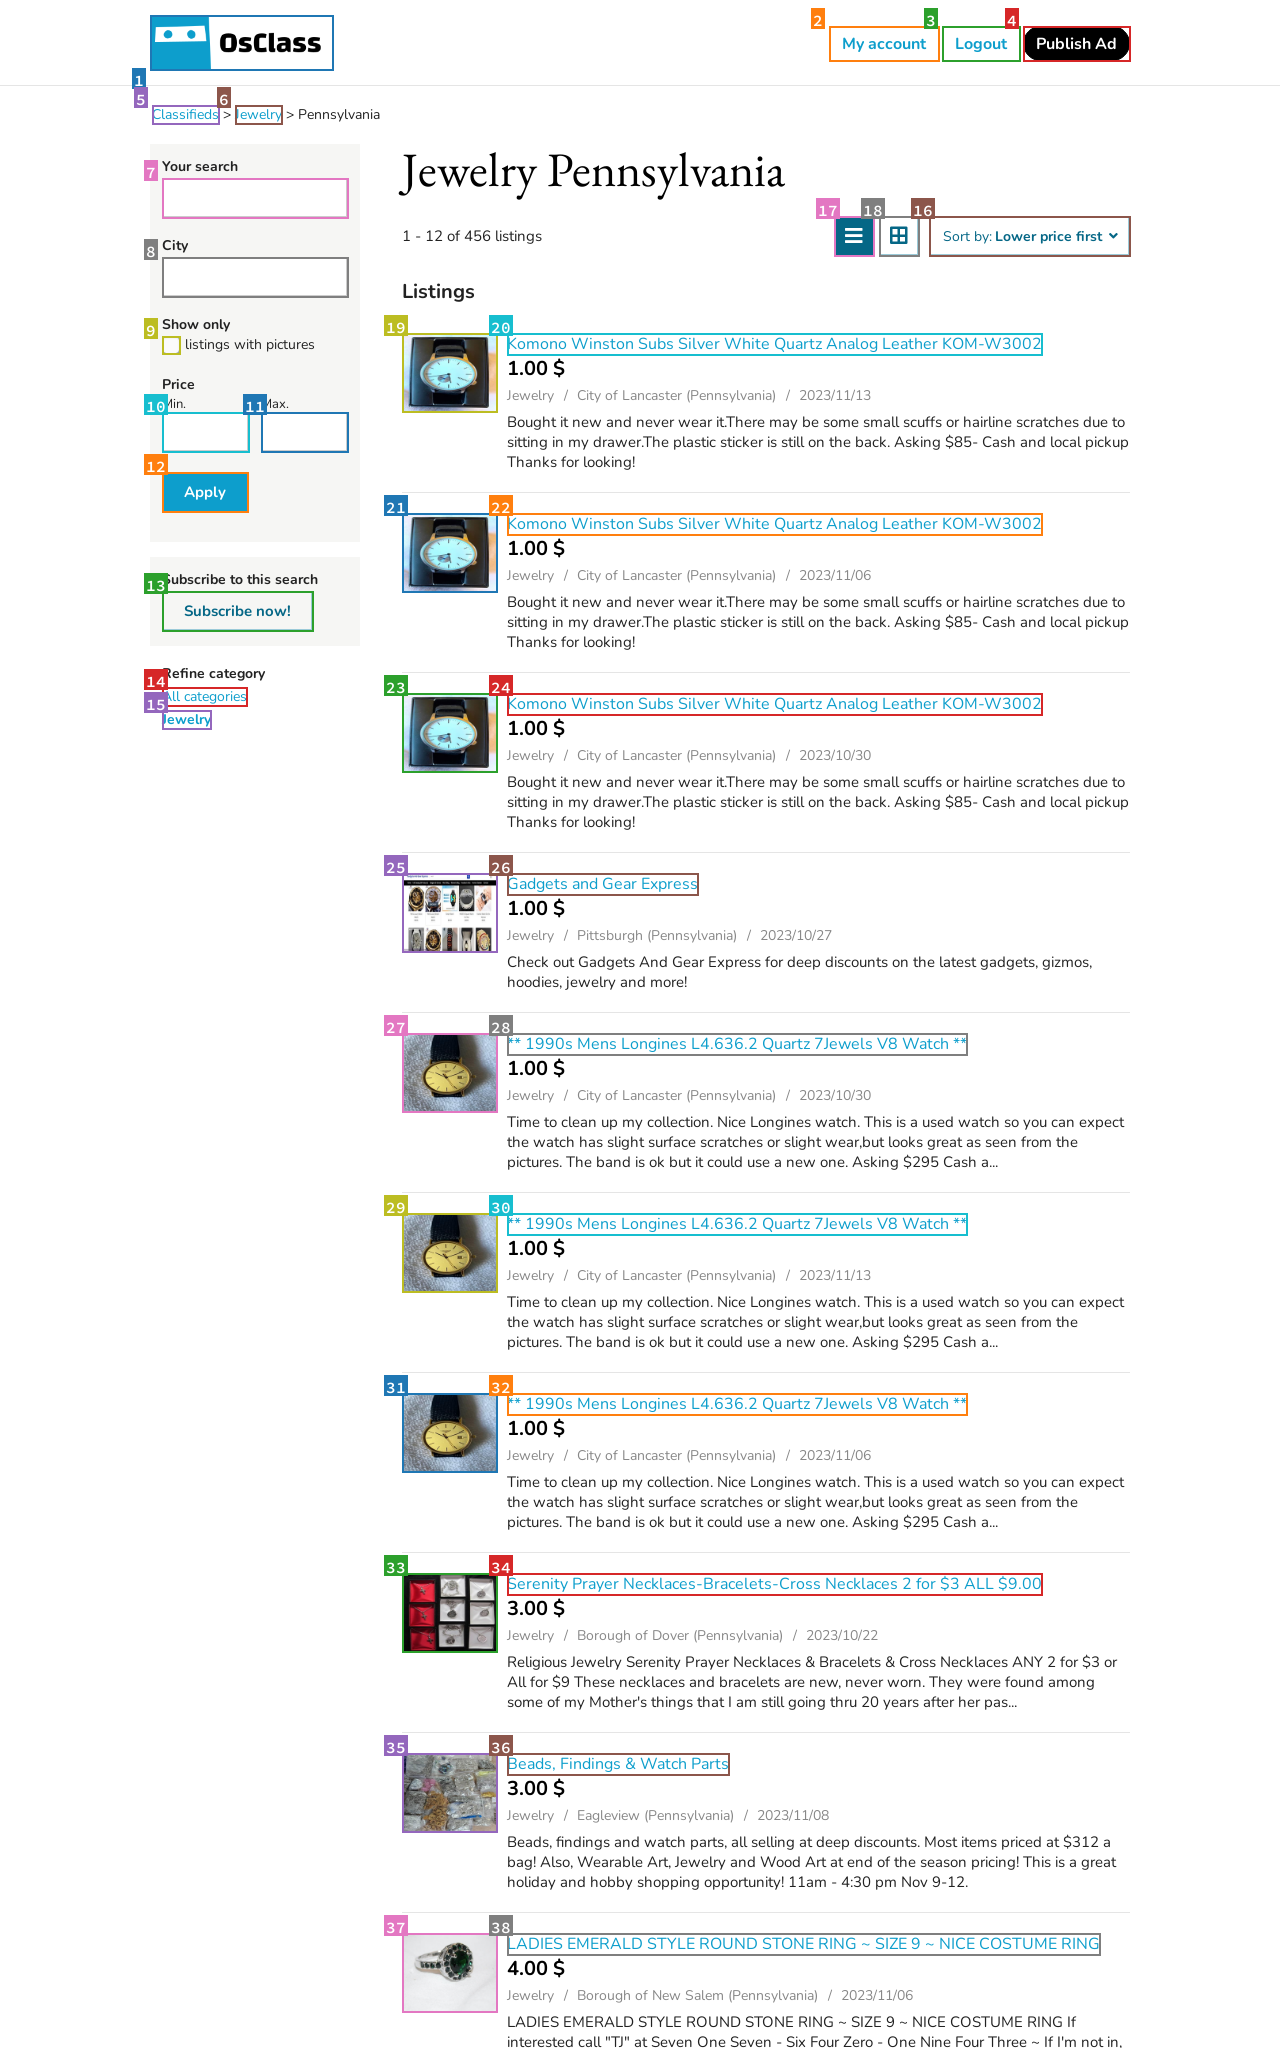 OsClass
1
2
My account
3
Logout
4
Publish Ad
5
Classifieds > Jewelry > Pennsylvania
6
7
Your search
8
City
9
Show only
listings with pictures
Price
10
Min.
11
Max.
12
Apply
13
Subscribe to this search
Subscribe now!
Refine category
14
All categories
15
Jewelry
Jewelry Pennsylvania
1 - 12 of 456 listings
17
18
16
Sort by: Lower price first
Listings
19
20
Komono Winston Subs Silver White Quartz Analog Leather KOM-W3002
1.00 $
Jewelry / City of Lancaster (Pennsylvania) / 2023/11/13
Bought it new and never wear it.There may be some small scuffs or hairline scratches due to
sitting in my drawer.The plastic sticker is still on the back. Asking $85- Cash and local pickup
Thanks for looking!
21
22
Komono Winston Subs Silver White Quartz Analog Leather KOM-W3002
1.00 $
Jewelry / City of Lancaster (Pennsylvania) / 2023/11/06
Bought it new and never wear it.There may be some small scuffs or hairline scratches due to
sitting in my drawer.The plastic sticker is still on the back. Asking $85- Cash and local pickup
Thanks for looking!
23
24
Komono Winston Subs Silver White Quartz Analog Leather KOM-W3002
1.00 $
Jewelry / City of Lancaster (Pennsylvania) / 2023/10/30
Bought it new and never wear it.There may be some small scuffs or hairline scratches due to
sitting in my drawer.The plastic sticker is still on the back. Asking $85- Cash and local pickup
Thanks for looking!
25
26
Gadgets and Gear Express
1.00 $
Jewelry / Pittsburgh (Pennsylvania) / 2023/10/27
Check out Gadgets And Gear Express for deep discounts on the latest gadgets, gizmos,
hoodies, jewelry and more!
27
28
** 1990s Mens Longines L4.636.2 Quartz 7Jewels V8 Watch **
1.00 $
Jewelry / City of Lancaster (Pennsylvania) / 2023/10/30
Time to clean up my collection. Nice Longines watch. This is a used watch so you can expect
the watch has slight surface scratches or slight wear,but looks great as seen from the
pictures. The band is ok but it could use a new one. Asking $295 Cash a...
29
30
** 1990s Mens Longines L4.636.2 Quartz 7Jewels V8 Watch **
1.00 $
Jewelry / City of Lancaster (Pennsylvania) / 2023/11/13
Time to clean up my collection. Nice Longines watch. This is a used watch so you can expect
the watch has slight surface scratches or slight wear,but looks great as seen from the
pictures. The band is ok but it could use a new one. Asking $295 Cash a...
31
32
** 1990s Mens Longines L4.636.2 Quartz 7Jewels V8 Watch **
1.00 $
Jewelry / City of Lancaster (Pennsylvania) / 2023/11/06
Time to clean up my collection. Nice Longines watch. This is a used watch so you can expect
the watch has slight surface scratches or slight wear,but looks great as seen from the
pictures. The band is ok but it could use a new one. Asking $295 Cash a...
33
34
Serenity Prayer Necklaces-Bracelets-Cross Necklaces 2 for $3 ALL $9.00
3.00 $
Jewelry / Borough of Dover (Pennsylvania) / 2023/10/22
Religious Jewelry Serenity Prayer Necklaces & Bracelets & Cross Necklaces ANY 2 for $3 or
All for $9 These necklaces and bracelets are new, never worn. They were found among
some of my Mother's things that I am still going thru 20 years after her pas...
35
36
Beads, Findings & Watch Parts
3.00 $
Jewelry / Eagleview (Pennsylvania) / 2023/11/08
Beads, findings and watch parts, all selling at deep discounts. Most items priced at $312 a
bag! Also, Wearable Art, Jewelry and Wood Art at end of the season pricing! This is a great
holiday and hobby shopping opportunity! 11am - 4:30 pm Nov 9-12.
37
38
LADIES EMERALD STYLE ROUND STONE RING ~ SIZE 9 ~ NICE COSTUME RING
4.00 $
Jewelry / Borough of New Salem (Pennsylvania) / 2023/11/06
LADIES EMERALD STYLE ROUND STONE RING ~ SIZE 9 ~ NICE COSTUME RING If
interested call "TJ" at Seven One Seven - Six Four Zero - One Nine Four Three ~ If I'm not in,